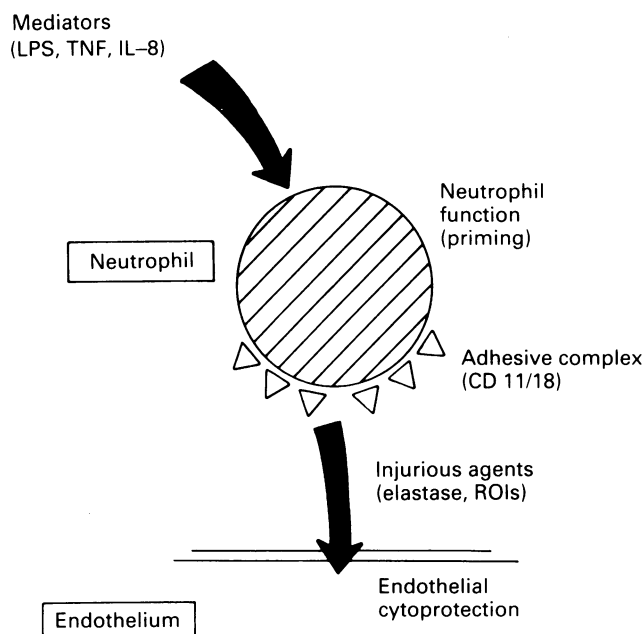 Mediators
(LPS, TNF, IL–8)
Neutrophil
function
(priming)
Neutrophil
Adhesive complex
(CD 11/18)
Injurious agents
(elastase, ROIs)
Endothelial
cytoprotection
Endothelium